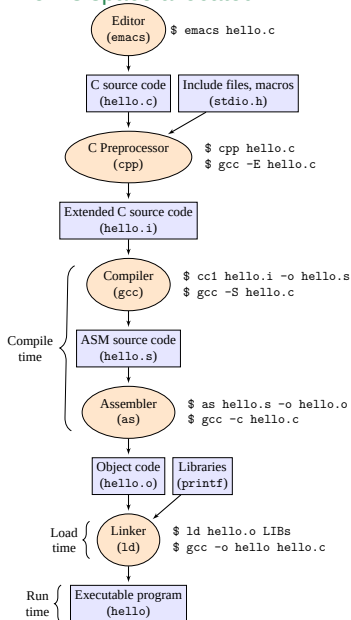 Editor
(emacs)
$ emacs hello.c
C source code
(hello.c)
Include files, macros
(stdio.h)
C Preprocessor
(cpp)
$ cpp hello.c
$ gcc -E hello.c
Extended C source code
(hello.i)
Compiler
(gcc)
$ cc1 hello.i -o hello.s
$ gcc -S hello.c
Compile
time
ASM source code
(hello.s)
Assembler
(as)
$ as hello.s -o hello.o
$ gcc -c hello.c
Object code
(hello.o)
Libraries
(printf)
Load
time
Linker
(ld)
$ ld hello.o LIBs
$ gcc -o hello hello.c
Run
time
Executable program
(hello)